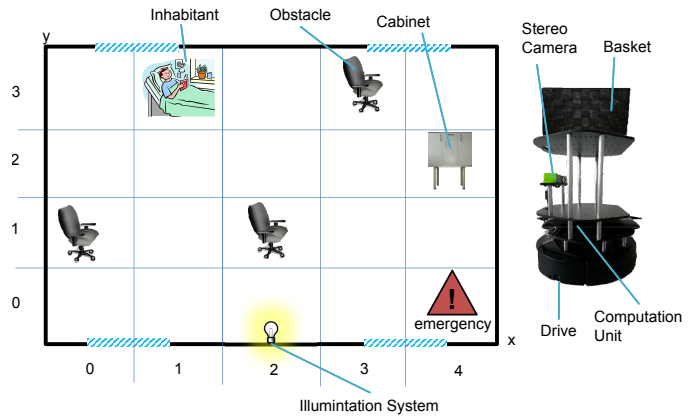 Inhabitant
Obstacle
Cabinet
Stereo
Camera
Basket
y
3
2
1
0
!
emergency
x
0
1
2
3
4
Drive
Computation
Unit
Illumintation System